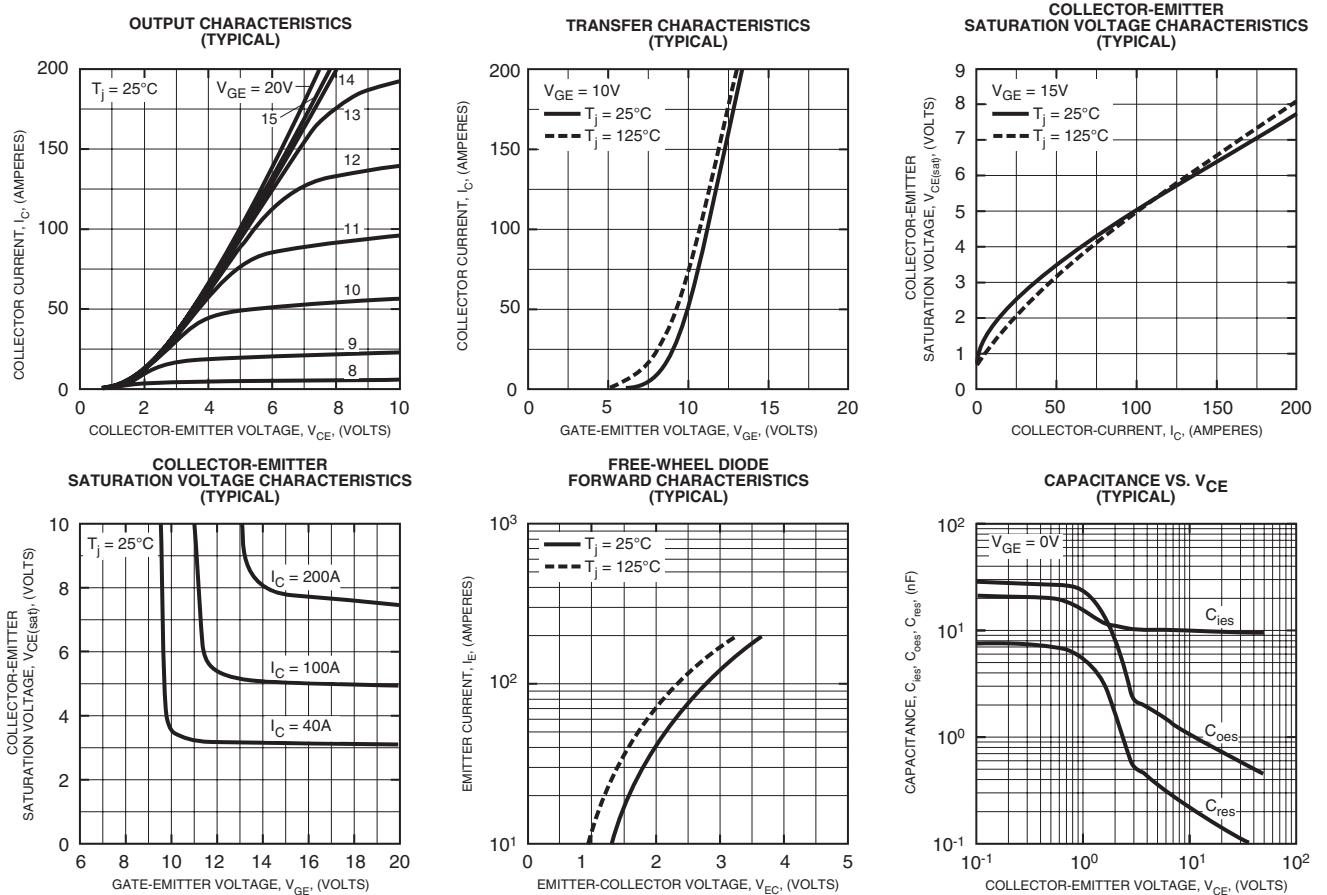 OUTPUT CHARACTERISTICS
(TYPICAL)
COLLECTOR CURRENT, I_C, (AMPERES)
200
150
100
50
0
T_j = 25°C
V_GE = 20V
15
14
13
12
11
10
9
8
0 2 4 6 8 10
COLLECTOR-EMITTER VOLTAGE, V_CE, (VOLTS)
TRANSFER CHARACTERISTICS
(TYPICAL)
COLLECTOR CURRENT, I_C, (AMPERES)
200
150
100
50
0
V_GE = 10V
T_j = 25°C
T_j = 125°C
0 5 10 15 20
GATE-EMITTER VOLTAGE, V_GE, (VOLTS)
COLLECTOR-EMITTER
SATURATION VOLTAGE CHARACTERISTICS
(TYPICAL)
COLLECTOR-EMITTER
SATURATION VOLTAGE, V_CE(sat), (VOLTS)
9
8
7
6
5
4
3
2
1
0
V_GE = 15V
T_j = 25°C
T_j = 125°C
0 50 100 150 200
COLLECTOR-CURRENT, I_C, (AMPERES)
COLLECTOR-EMITTER
SATURATION VOLTAGE CHARACTERISTICS
(TYPICAL)
COLLECTOR-EMITTER
SATURATION VOLTAGE, V_CE(sat), (VOLTS)
10
8
6
4
2
0
T_j = 25°C
I_C = 200A
I_C = 100A
I_C = 40A
6 8 10 12 14 16 18 20
GATE-EMITTER VOLTAGE, V_GE, (VOLTS)
FREE-WHEEL DIODE
FORWARD CHARACTERISTICS
(TYPICAL)
EMITTER CURRENT, I_E, (AMPERES)
10^3
10^2
10^1
T_j = 25°C
T_j = 125°C
0 1 2 3 4 5
EMITTER-COLLECTOR VOLTAGE, V_EC, (VOLTS)
CAPACITANCE VS. V_CE
(TYPICAL)
CAPACITANCE, C_ies, C_oes, C_res, (nF)
10^2
10^1
10^0
10^-1
V_GE = 0V
C_ies
C_oes
C_res
10^-1 10^0 10^1 10^2
COLLECTOR-EMITTER VOLTAGE, V_CE, (VOLTS)